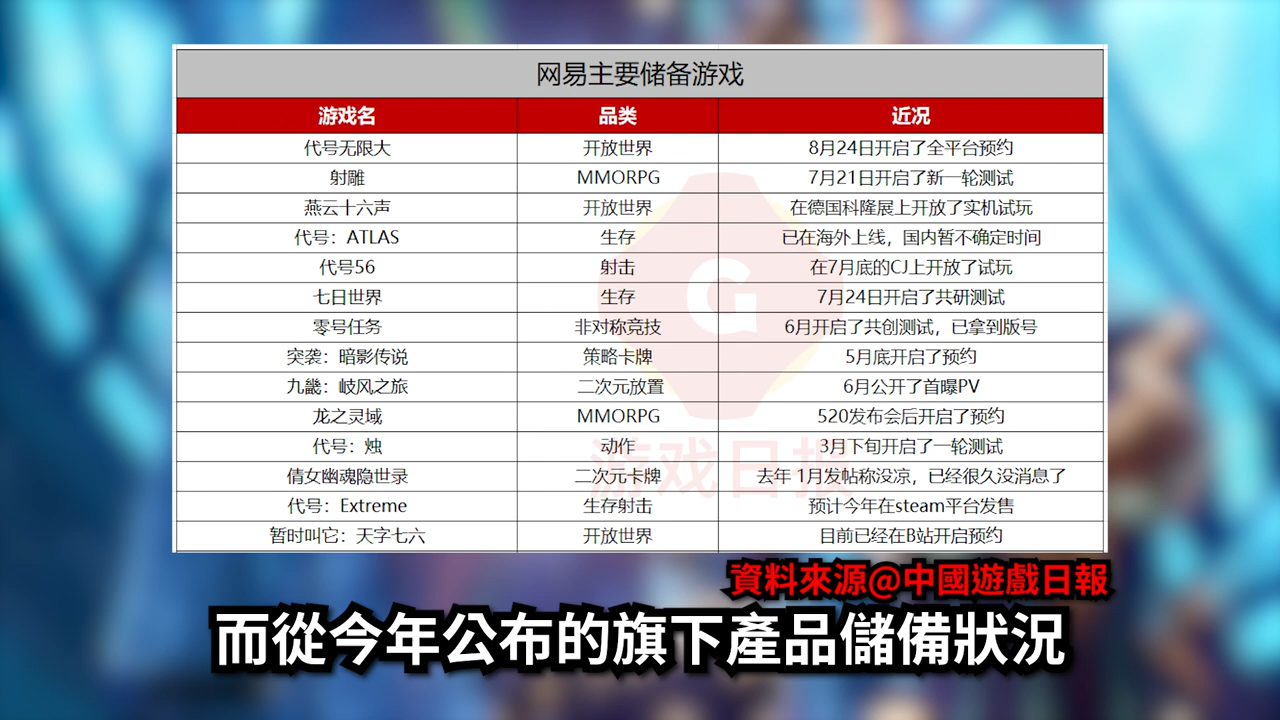 网易主要储备游戏
游戏名 品类 近况
代号无限大 开放世界 8月24日开启了全平台预约
射雕 MMORPG 7月21日开启了新一轮测试
燕云十六声 开放世界 在德国科隆展上开放了实机试玩
代号：ATLAS 生存 已在海外上线，国内暂不确定时间
代号56 射击 在7月底的CJ上开放了试玩
七日世界 生存 7月24日开启了共研测试
零号任务 非对称竞技 6月开启了共创测试，已拿到版号
突袭：暗影传说 策略卡牌 5月底开启了预约
九畿：岐风之旅 二次元放置 6月公开了首曝PV
龙之灵域 MMORPG 520发布会后开启了预约
代号：烛 动作 3月下旬开启了一轮测试
倩女幽魂隐世录 二次元卡牌 去年 1月发帖称没凉，已经很久没消息了
代号：Extreme 生存射击 预计今年在steam平台发售
暂时叫它：天字七六 开放世界 目前已经在B站开启预约
G
游戏日报
資料來源@中國遊戲日報
而從今年公布的旗下產品儲備狀況